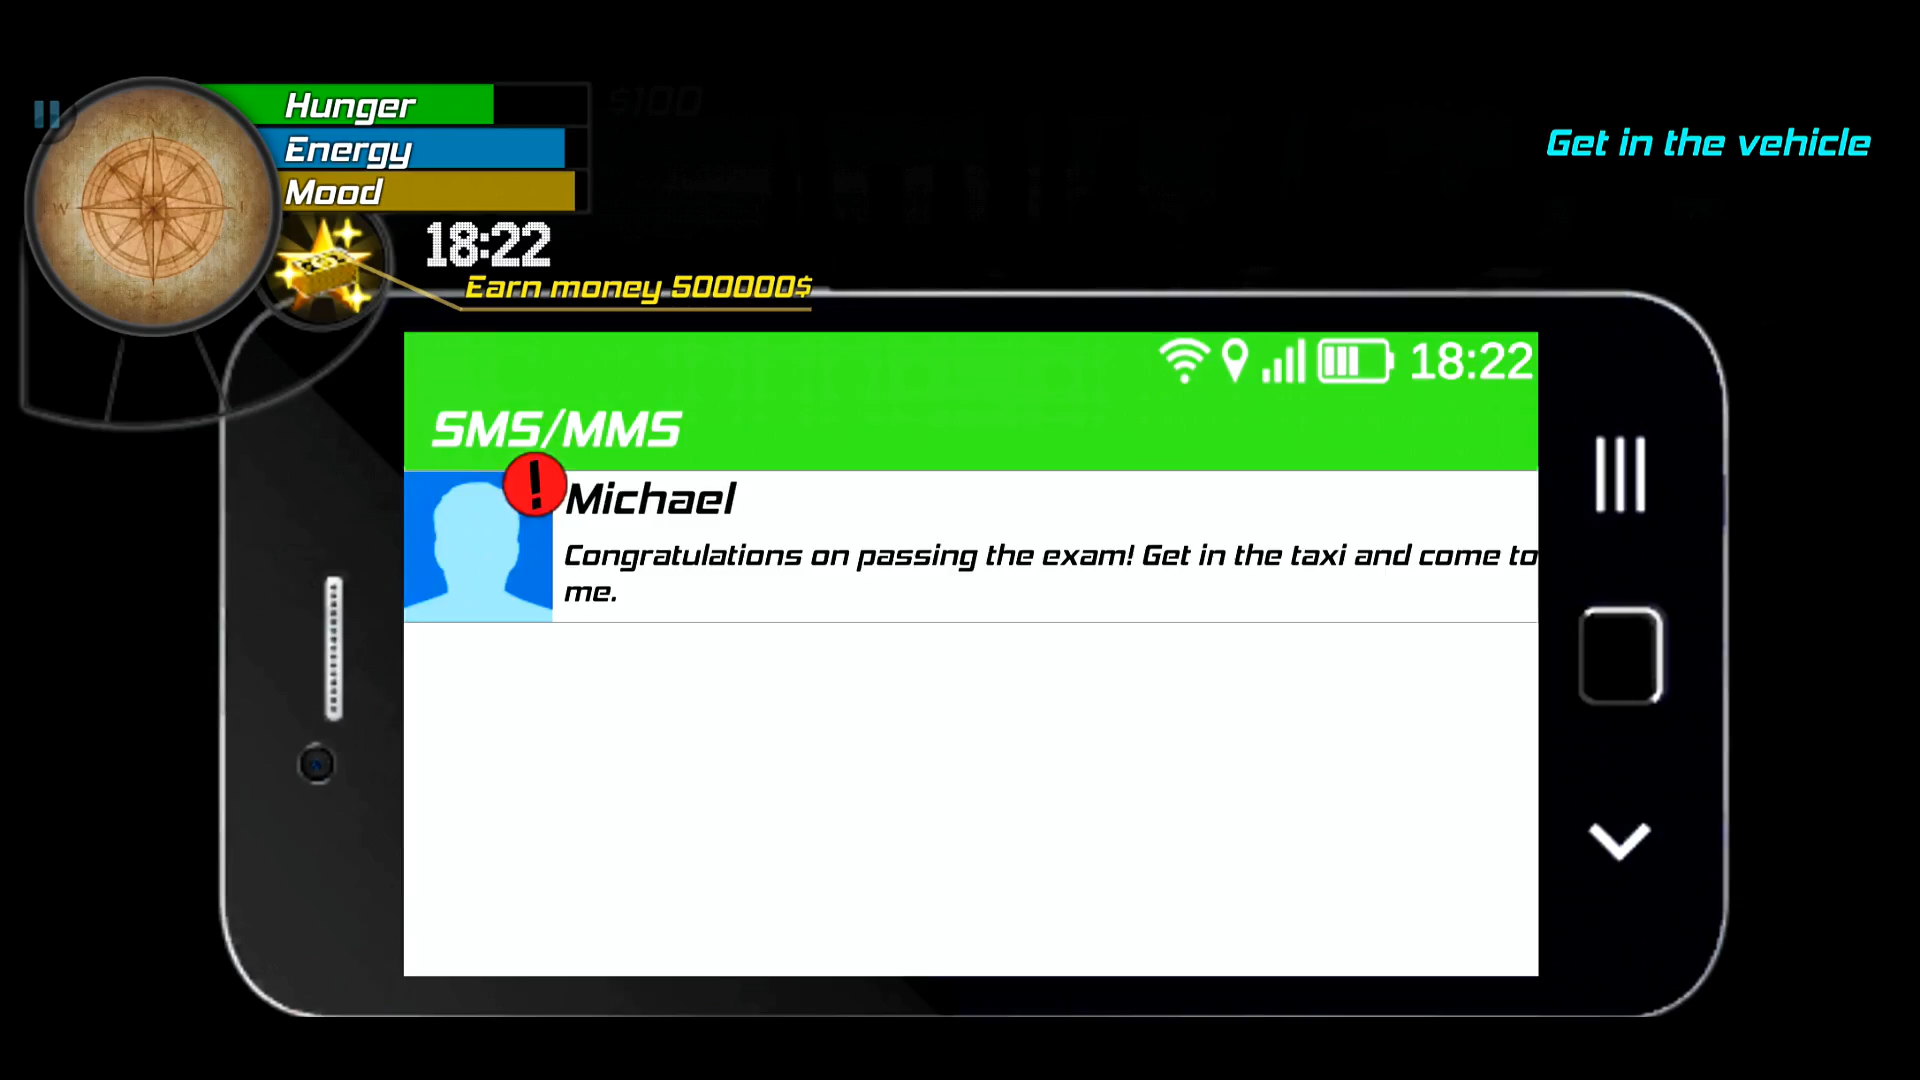 Hunger
$100
Energy
Get in the vehicle
Mood
18:22
Earn money 500000$
18:22
SMS/MMS
!
Michael
Congratulations on passing the exam! Get in the taxi and come to
me.
W